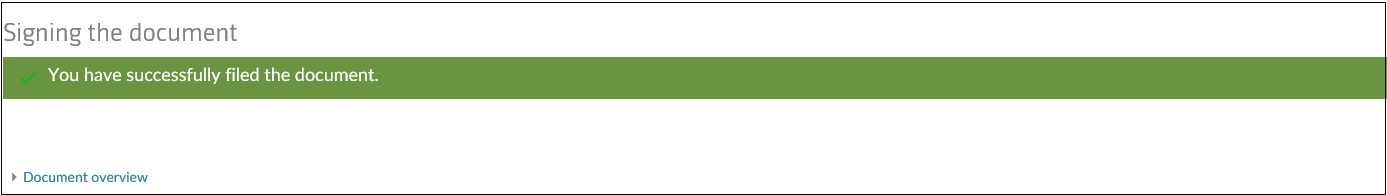 Signing the document
You have successfully filed the document.
Document overview